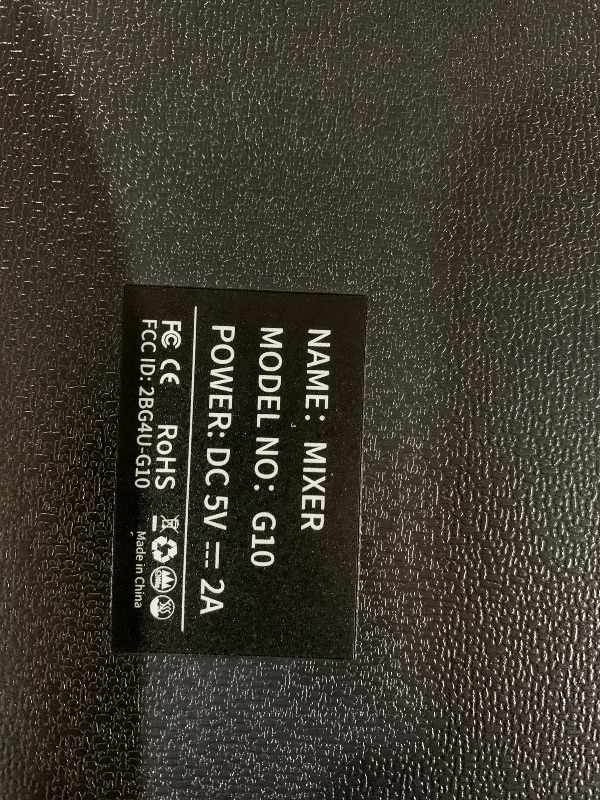 NAME: MIXER
MODEL NO: G10
POWER: DC 5V ⎓ 2A
FC CE RoHS
FCC ID: 2BG4U-G10 Made in China